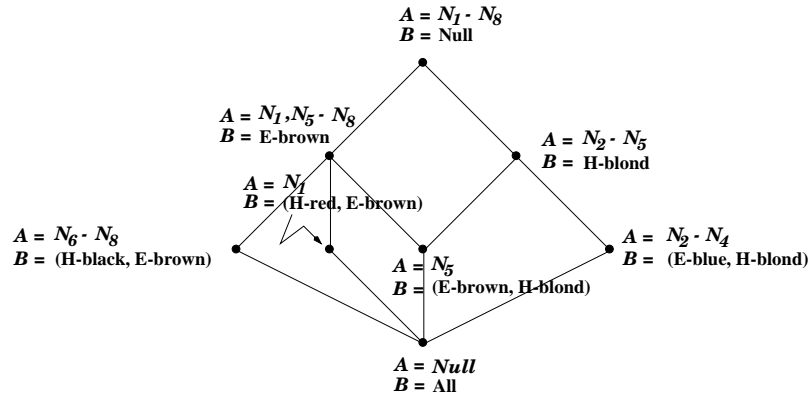 A = N1 - N8
B = Null
A = N1, N5 - N8
B = E-brown
A = N2 - N5
B = H-blond
A = N1
B = (H-red, E-brown)
A = N6 - N8
B = (H-black, E-brown)
A = N5
B = (E-brown, H-blond)
A = N2 - N4
B = (E-blue, H-blond)
A = Null
B = All